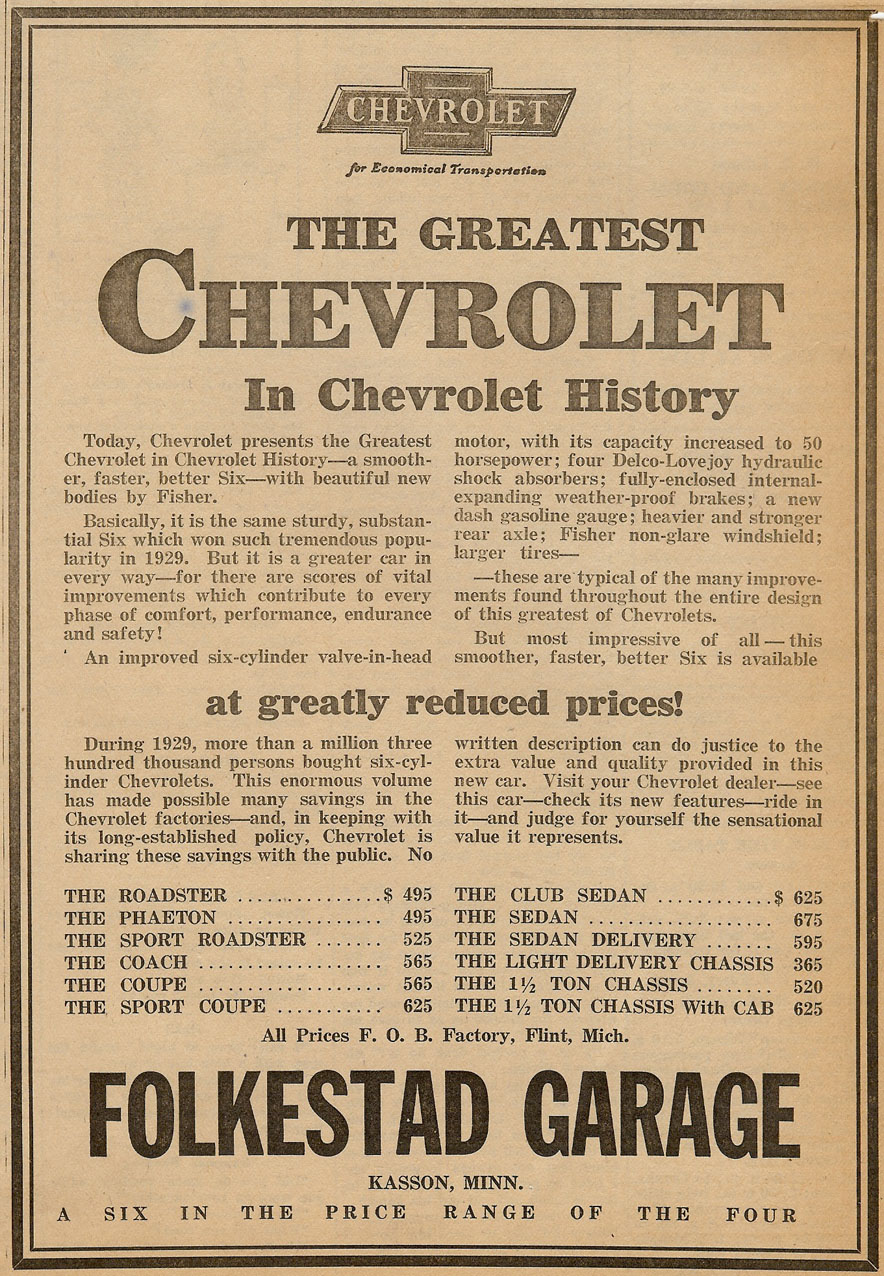 CHEVROLET
for Economical Transportation
THE GREATEST
CHEVROLET
In Chevrolet History
Today, Chevrolet presents the Greatest
Chevrolet in Chevrolet History—a smooth-
er, faster, better Six—with beautiful new
bodies by Fisher.
Basically, it is the same sturdy, substan-
tial Six which won such tremendous popu-
larity in 1929. But it is a greater car in
every way—for there are scores of vital
improvements which contribute to every
phase of comfort, performance, endurance
and safety!
An improved six-cylinder valve-in-head
motor, with its capacity increased to 50
horsepower; four Delco-Lovejoy hydraulic
shock absorbers; fully-enclosed internal-
expanding weather-proof brakes; a new
dash gasoline gauge; heavier and stronger
rear axle; Fisher non-glare windshield;
larger tires—
—these are typical of the many improve-
ments found throughout the entire design
of this greatest of Chevrolets.
But most impressive of all—this
smoother, faster, better Six is available
at greatly reduced prices!
During 1929, more than a million three
hundred thousand persons bought six-cyl-
inder Chevrolets. This enormous volume
has made possible many savings in the
Chevrolet factories—and, in keeping with
its long-established policy, Chevrolet is
sharing these savings with the public. No
written description can do justice to the
extra value and quality provided in this
new car. Visit your Chevrolet dealer—see
this car—check its new features—ride in
it—and judge for yourself the sensational
value it represents.
THE ROADSTER ................$ 495
THE PHAETON ................ 495
THE SPORT ROADSTER ....... 525
THE COACH ................... 565
THE COUPE .................... 565
THE SPORT COUPE ........... 625
THE CLUB SEDAN ............$ 625
THE SEDAN ................... 675
THE SEDAN DELIVERY ....... 595
THE LIGHT DELIVERY CHASSIS 365
THE 1½ TON CHASSIS ........ 520
THE 1½ TON CHASSIS With CAB 625
All Prices F. O. B. Factory, Flint, Mich.
FOLKESTAD GARAGE
KASSON, MINN.
A SIX IN THE PRICE RANGE OF THE FOUR